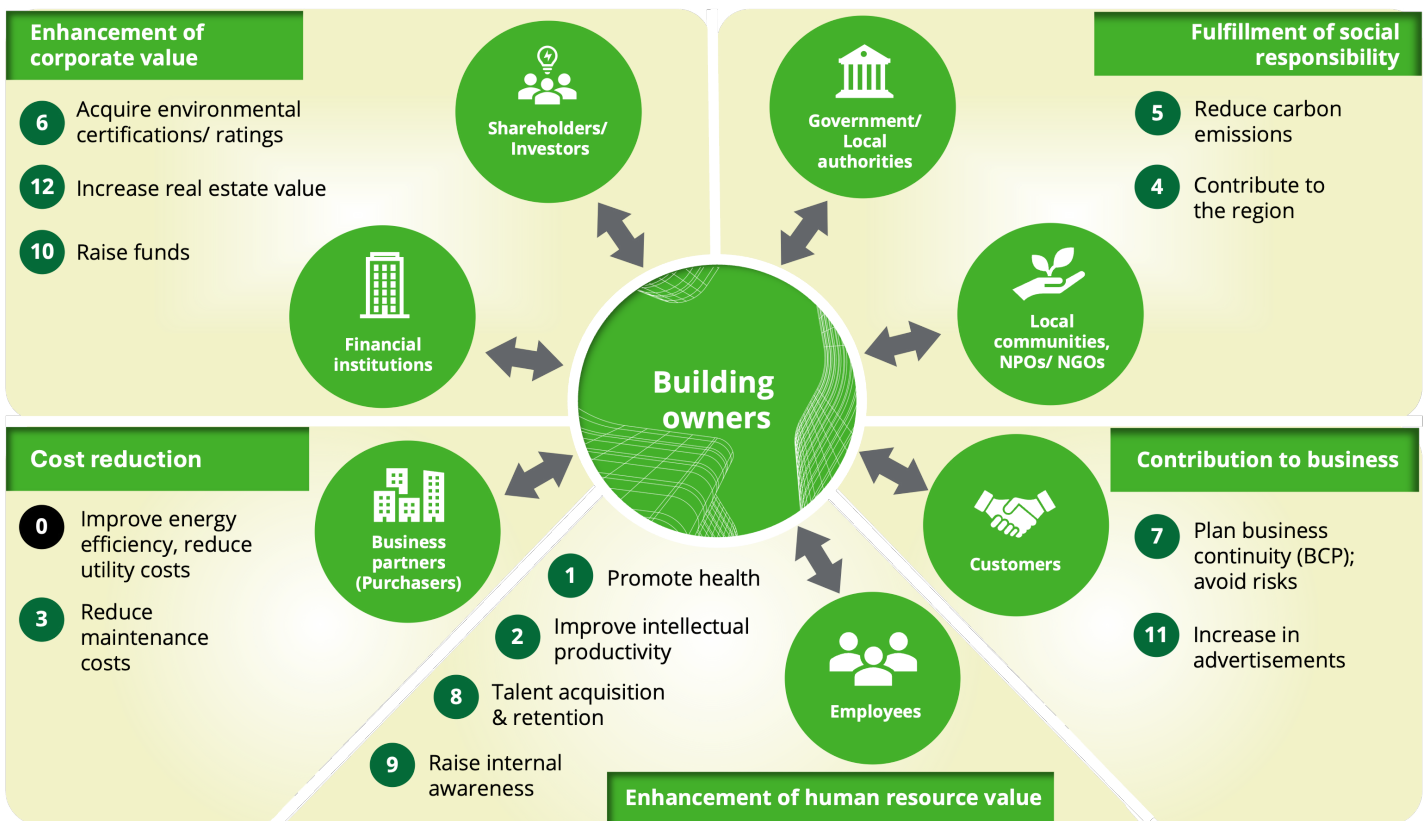 Enhancement of
corporate value
6
Acquire environmental
certifications/ ratings
12
Increase real estate value
10
Raise funds
Shareholders/
Investors
Financial
institutions
Government/
Local
authorities
Local
communities,
NPOs/ NGOs
Fulfillment of social
responsibility
5
Reduce carbon
emissions
4
Contribute to
the region
Building
owners
Cost reduction
0
Improve energy
efficiency, reduce
utility costs
3
Reduce
maintenance
costs
Business
partners
(Purchasers)
1
Promote health
2
Improve intellectual
productivity
8
Talent acquisition
& retention
9
Raise internal
awareness
Employees
Enhancement of human resource value
Customers
Contribution to business
7
Plan business
continuity (BCP);
avoid risks
11
Increase in
advertisements